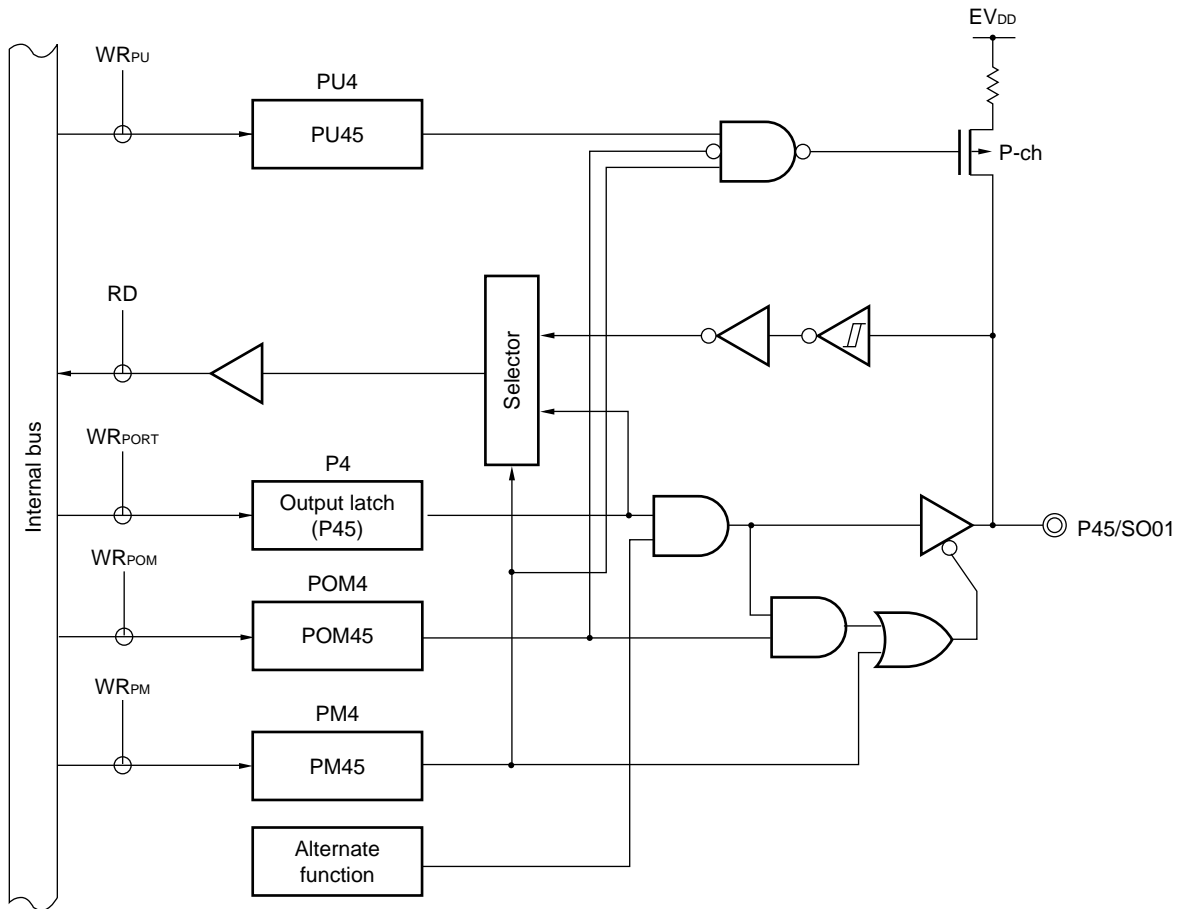 EVDD
WRPU
PU4
PU45
P-ch
RD
Selector
WRPORT
P4
Internal bus
Output latch
(P45)
P45/SO01
WRPOM
POM4
POM45
WRPM
PM4
PM45
Alternate
function